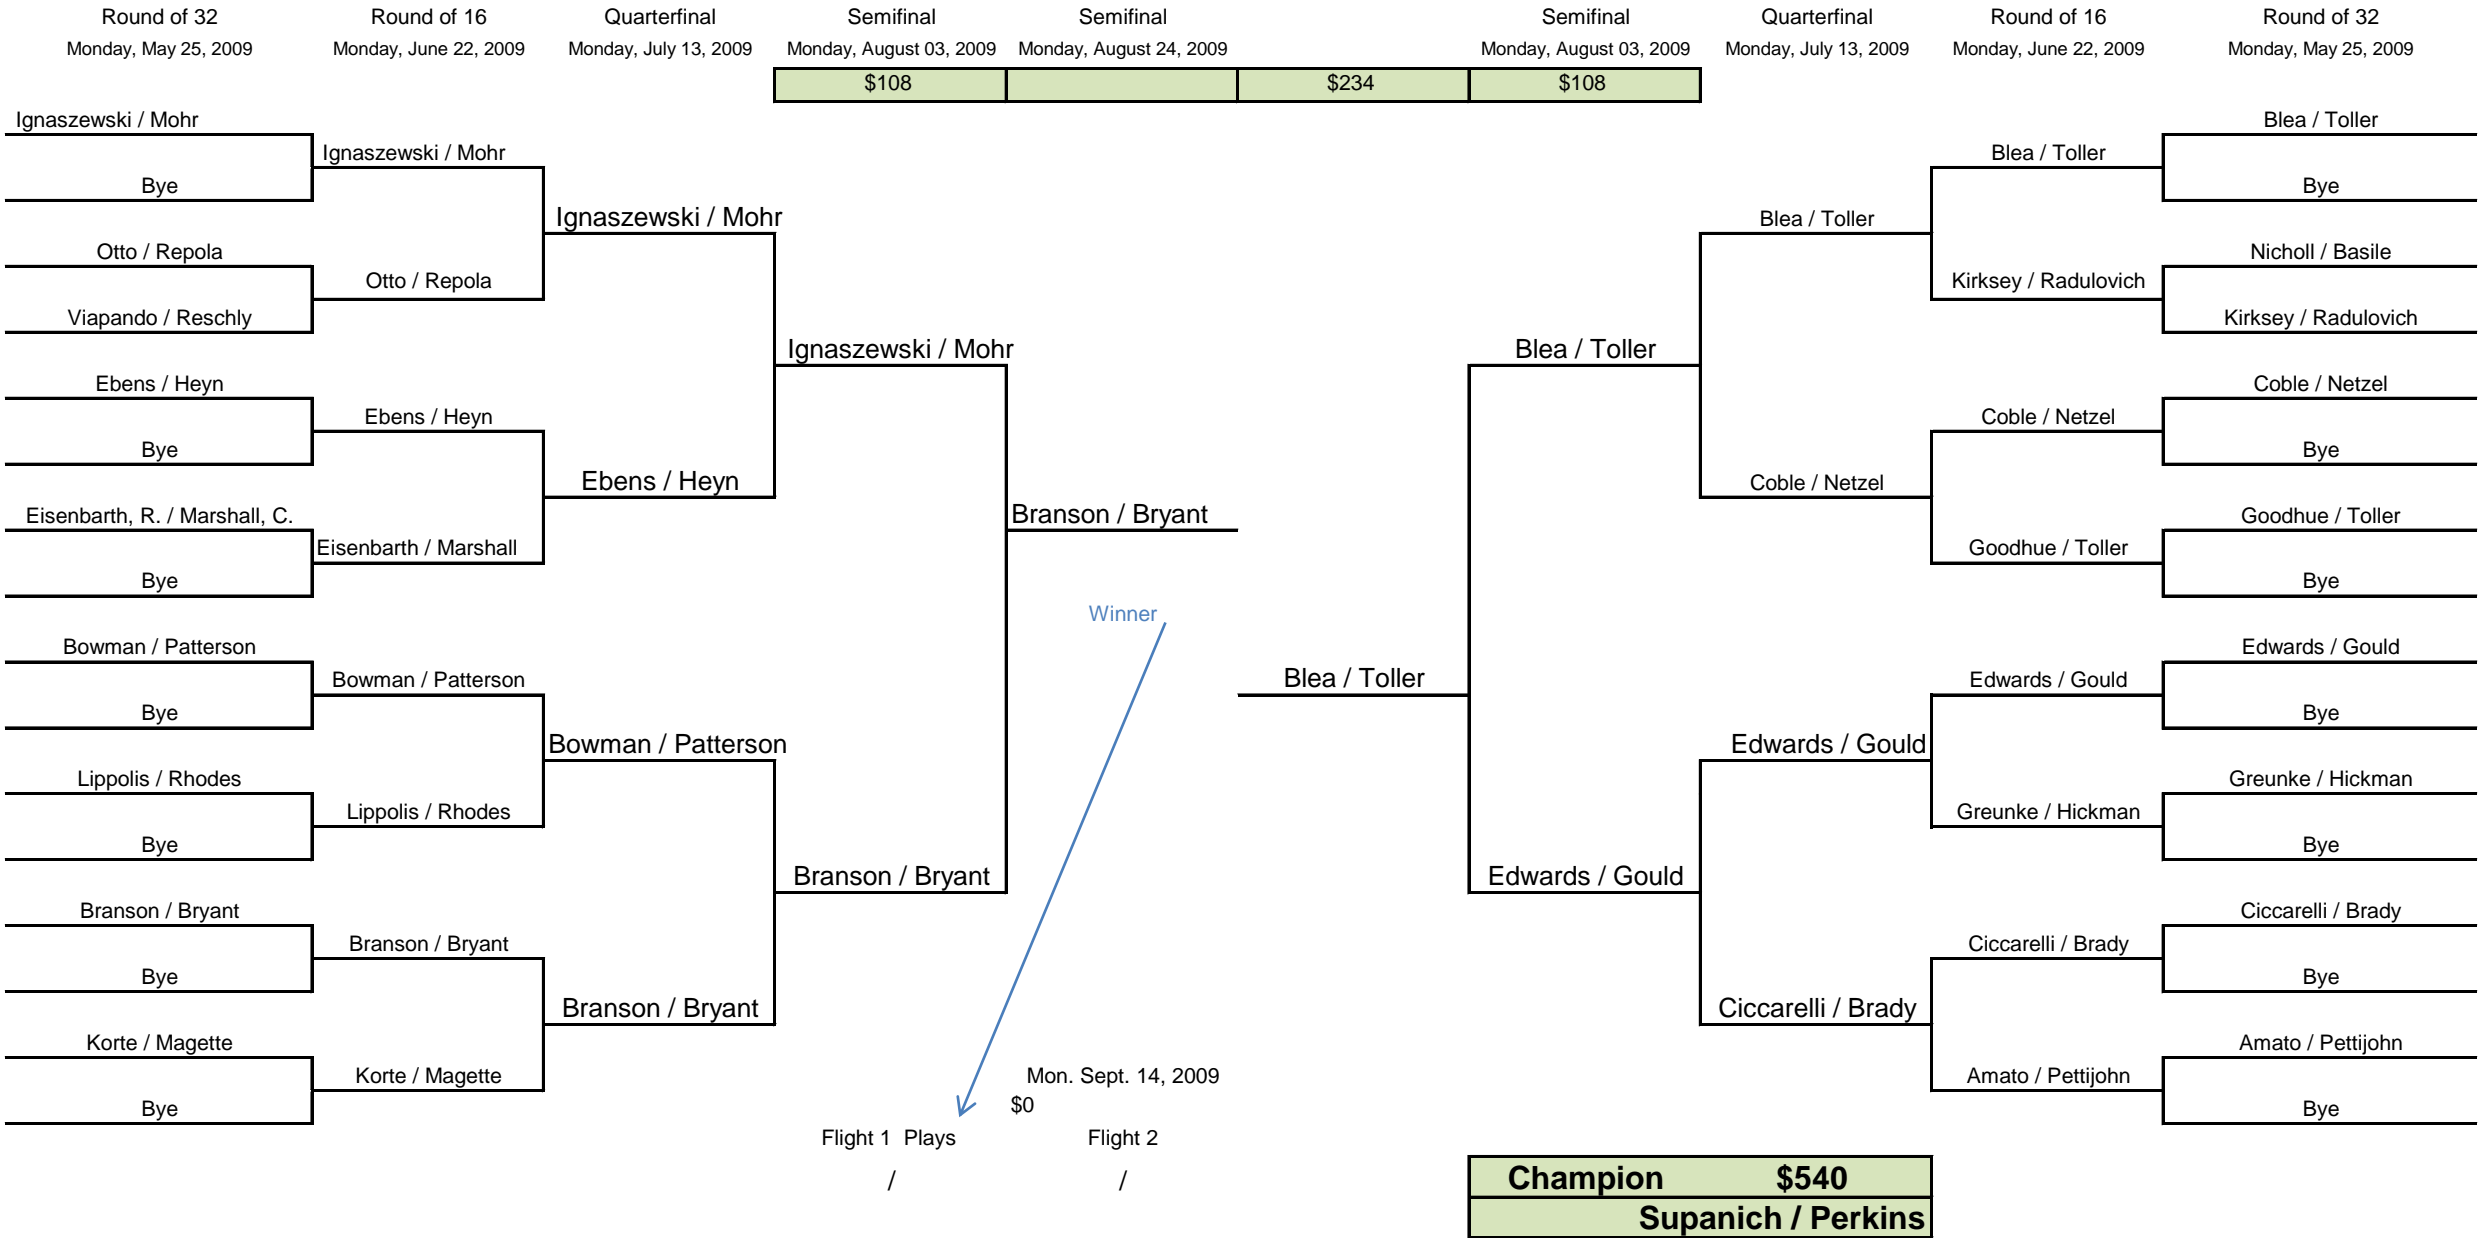 Round of 32 Round of 16 Quarterfinal Semifinal Semifinal Semifinal Quarterfinal Round of 16 Round of 32
Monday, May 25, 2009 Monday, June 22, 2009 Monday, July 13, 2009 Monday, August 03, 2009 Monday, August 24, 2009 Monday, August 03, 2009 Monday, July 13, 2009 Monday, June 22, 2009 Monday, May 25, 2009
$108 $234 $108
Ignaszewski / Mohr Blea / Toller
Ignaszewski / Mohr Blea / Toller
Bye Bye
Ignaszewski / Mohr Blea / Toller
Otto / Repola Nicholl / Basile
Otto / Repola Kirksey / Radulovich
Viapando / Reschly Kirksey / Radulovich
Ignaszewski / Mohr Blea / Toller
Ebens / Heyn Coble / Netzel
Ebens / Heyn Coble / Netzel
Bye Bye
Ebens / Heyn Coble / Netzel
Eisenbarth, R. / Marshall, C. Branson / Bryant Goodhue / Toller
Eisenbarth / Marshall Goodhue / Toller
Bye Bye
Winner
Bowman / Patterson Edwards / Gould
Bowman / Patterson Blea / Toller Edwards / Gould
Bye Bye
Bowman / Patterson Edwards / Gould
Lippolis / Rhodes Greunke / Hickman
Lippolis / Rhodes Greunke / Hickman
Bye Bye
Branson / Bryant Edwards / Gould
Branson / Bryant Ciccarelli / Brady
Branson / Bryant Ciccarelli / Brady
Bye Bye
Branson / Bryant Ciccarelli / Brady
Korte / Magette Amato / Pettijohn
Korte / Magette Mon. Sept. 14, 2009 Amato / Pettijohn
Bye $0 Bye
Flight 1 Plays Flight 2
/ / Champion $540
Supanich / Perkins